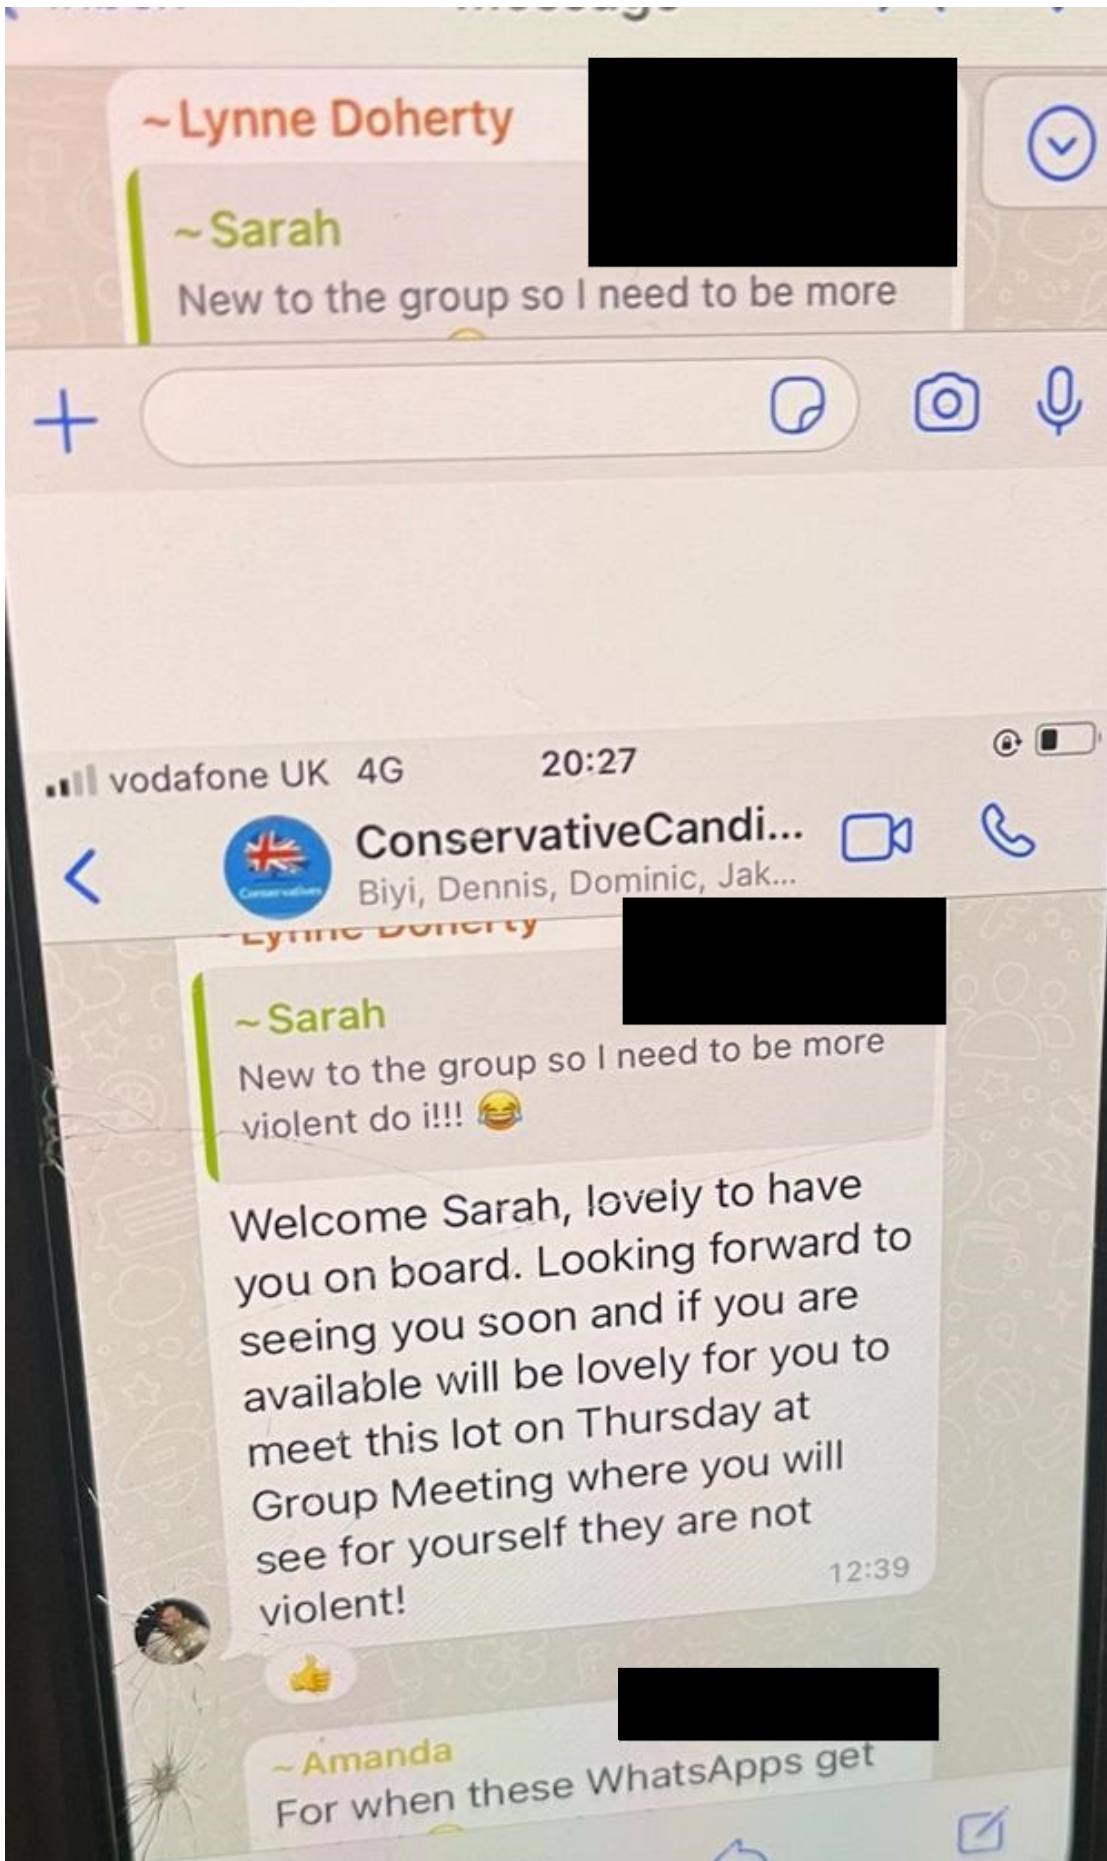 ~Lynne Doherty
~Sarah
New to the group so I need to be more
vodafone UK 4G
20:27
ConservativeCandi...
Conservatives
Biyi, Dennis, Dominic, Jak...
~Lynne Doherty
~Sarah
New to the group so I need to be more
violent do i!!! 😂
Welcome Sarah, lovely to have
you on board. Looking forward to
seeing you soon and if you are
available will be lovely for you to
meet this lot on Thursday at
Group Meeting where you will
see for yourself they are not
violent!
12:39
👍
~Amanda
For when these WhatsApps get